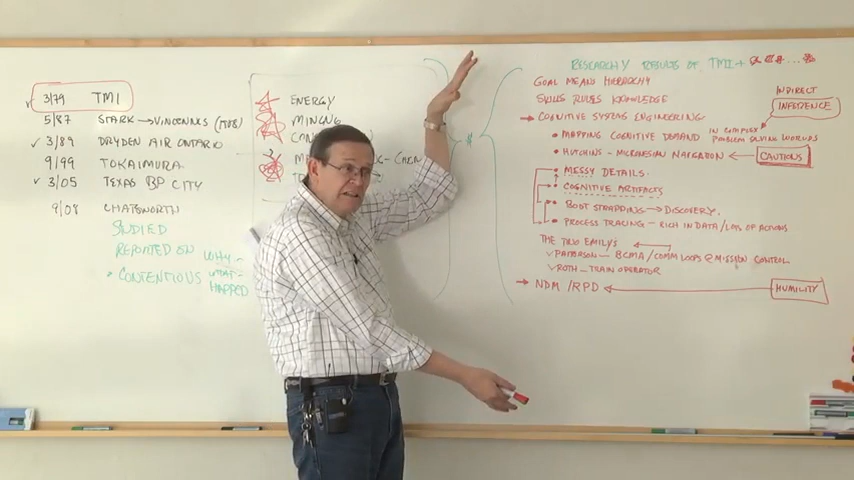 3/79 TMI
5/87 STARK → VINCENNES (7/88)
✓ 3/89 DRYDEN AIR ONTARIO
9/99 TOKAIMURA
✓ 3/05 TEXAS BP CITY
9/08 CHATSWORTH
STUDIED
REPORTED ON WHY -
• CONTENTIOUS WHAT -
HAPPED
ENERGY
MINING
RESEARCHY RESULTS OF TMI +
GOAL MEANS HIERARCHY
SKILLS RULES KNOWLEDGE
→ COGNITIVE SYSTEMS ENGINEERING
• MAPPING COGNITIVE DEMAND IN COMPLEX PROBLEM SOLVING WORLDS
INDIRECT
INFERENCE
• HUTCHINS - MICRONESIAN NAVIGATION ← CAUTIONS
• MESSY DETAILS.
• COGNITIVE ARTIFACTS
• BOOT STRAPPING → DISCOVERY.
• PROCESS TRACING - RICH IN DATA/LOSS OF ACTIONS
THE TWO EMILY'S
✓ PATTERSON - BCMA/COMM LOOPS @ MISSION CONTROL
✓ ROTH - TRAIN OPERATOR
→ NDM/RPD ← HUMILITY